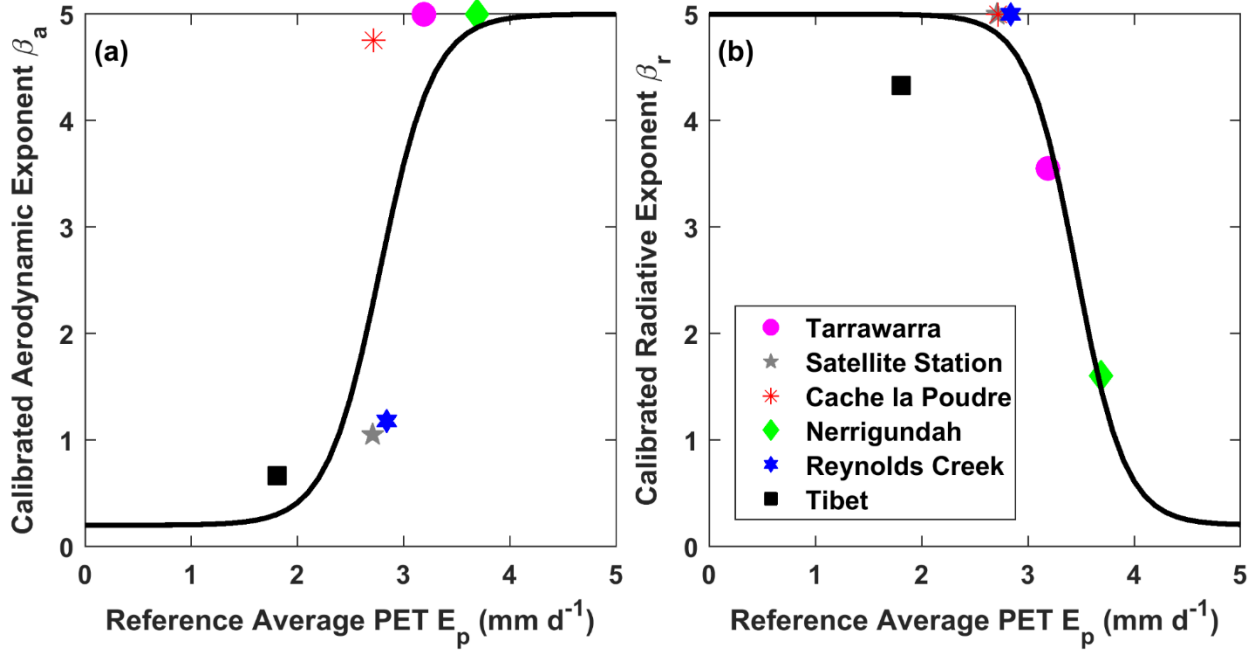 (a)
Calibrated Aerodynamic Exponent βa
5
4
3
2
1
0
0 1 2 3 4 5
Reference Average PET Ep (mm d-1)
(b)
Calibrated Radiative Exponent βr
5
4
3
2
1
0
Tarrawarra
Satellite Station
Cache la Poudre
Nerrigundah
Reynolds Creek
Tibet
0 1 2 3 4 5
Reference Average PET Ep (mm d-1)